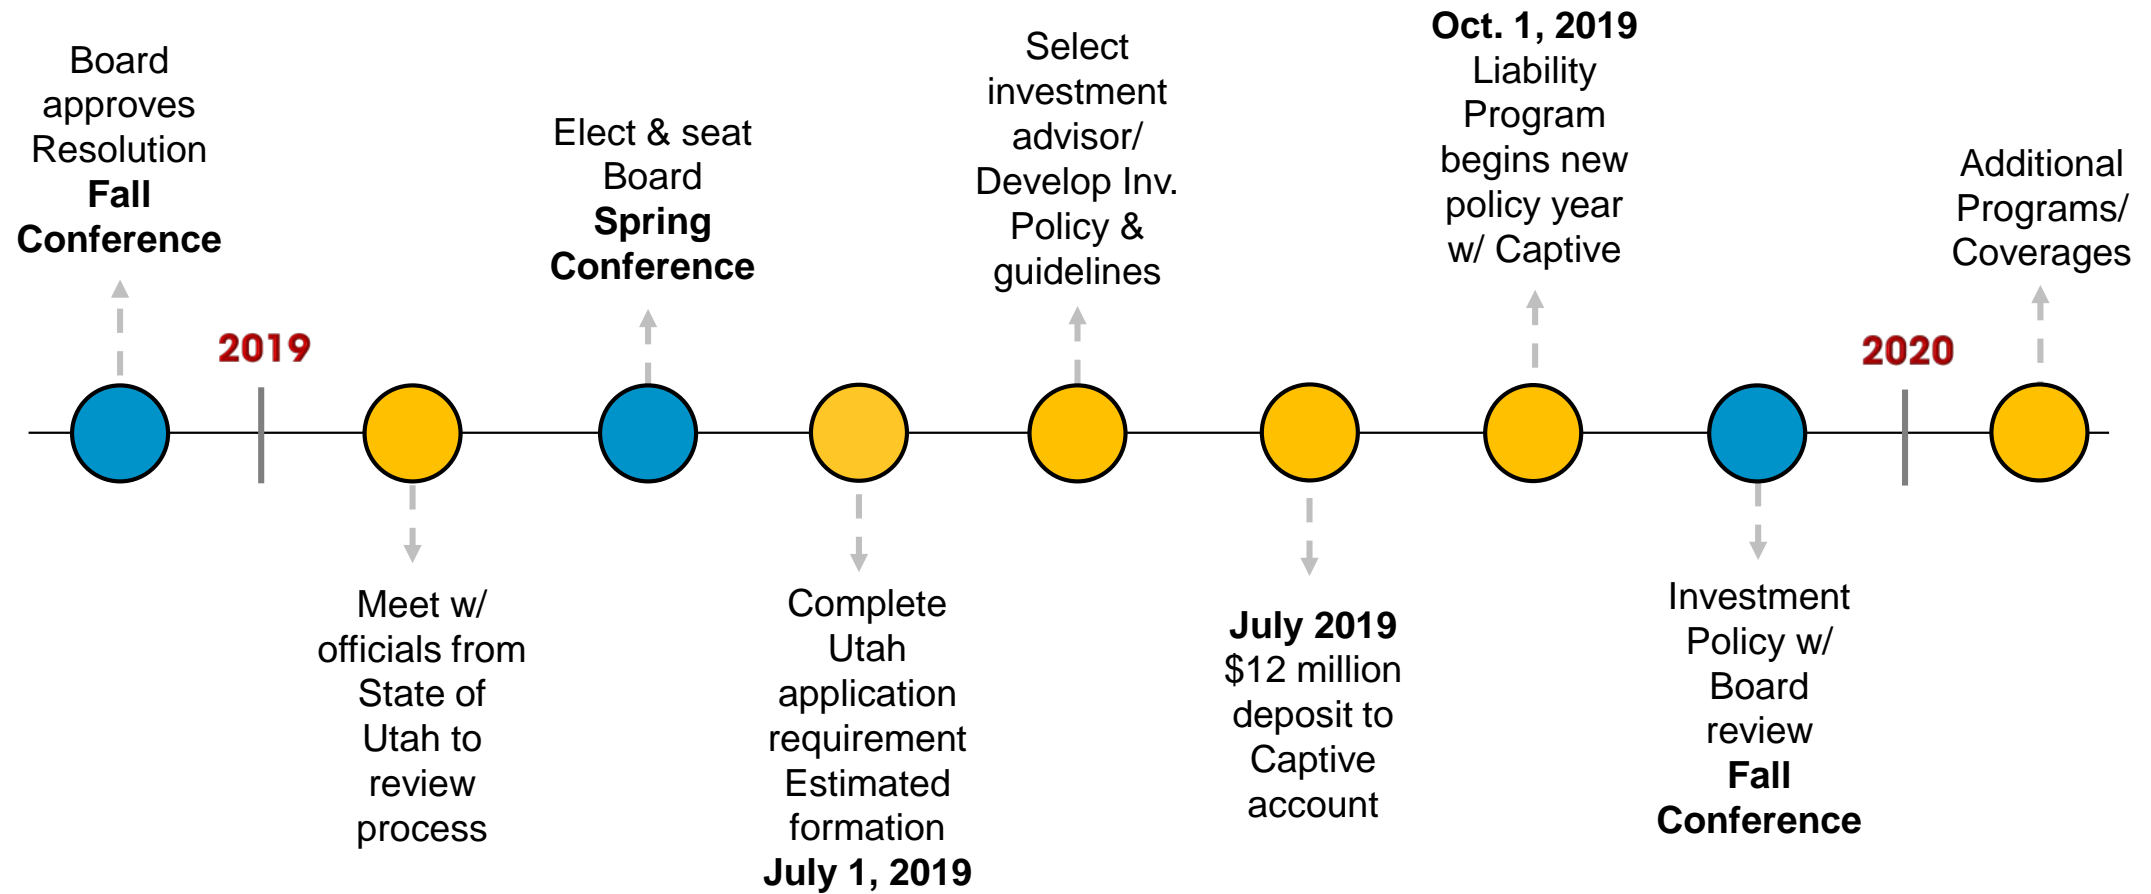 Board
approves
Resolution
Fall
Conference
2019
Meet w/
officials from
State of
Utah to
review
process
Elect & seat
Board
Spring
Conference
Complete
Utah
application
requirement
Estimated
formation
July 1, 2019
Select
investment
advisor/
Develop Inv.
Policy &
guidelines
July 2019
$12 million
deposit to
Captive
account
Oct. 1, 2019
Liability
Program
begins new
policy year
w/ Captive
Investment
Policy w/
Board
review
Fall
Conference
2020
Additional
Programs/
Coverages